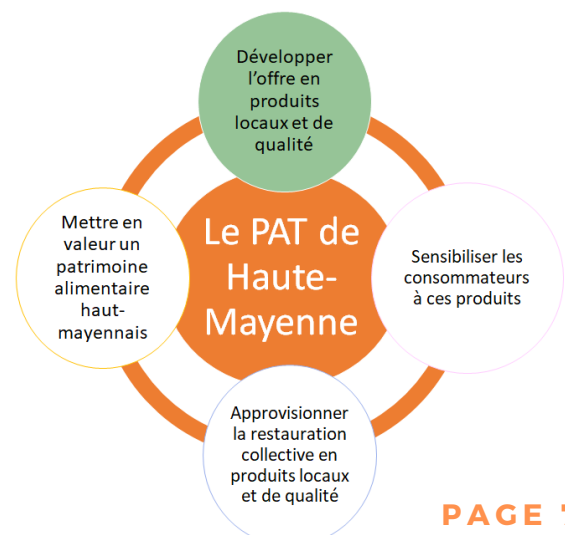 Développer
l'offre en
produits
locaux et de
qualité
Mettre en
valeur un
patrimoine
alimentaire
haut-
mayennais
Le PAT de
Haute-
Mayenne
Sensibiliser les
consommateurs
à ces produits
Approvisionner
la restauration
collective en
produits locaux
et de qualité
PAGE